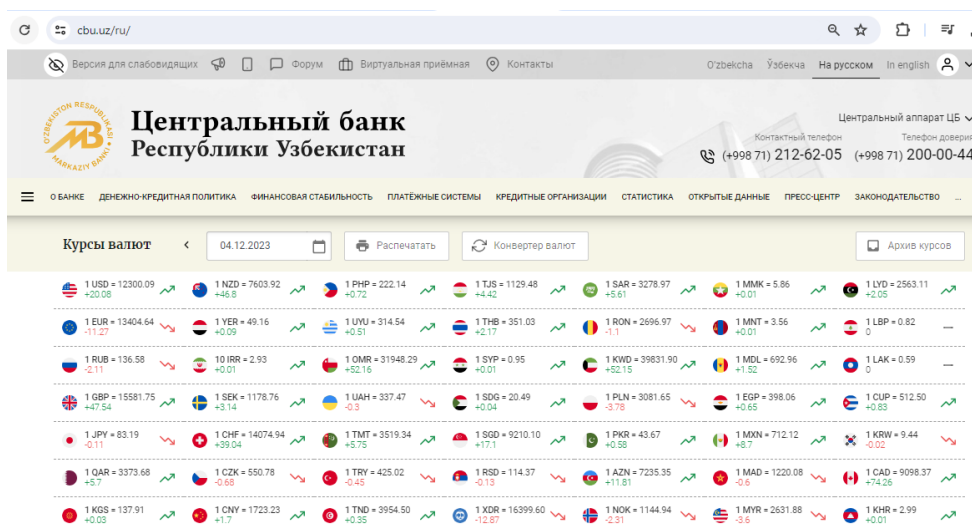 cbu.uz/ru/
Версия для слабовидящих Форум Виртуальная приёмная Контакты O'zbekcha Ўзбекча На русском In english
O'ZBEKISTON RESPUBLIKASI MARKAZIY BANKI
Центральный банк
Республики Узбекистан
Центральный аппарат ЦБ
Контактный телефон Телефон доверия
(+998 71) 212-62-05 (+998 71) 200-00-44
О БАНКЕ ДЕНЕЖНО-КРЕДИТНАЯ ПОЛИТИКА ФИНАНСОВАЯ СТАБИЛЬНОСТЬ ПЛАТЁЖНЫЕ СИСТЕМЫ КРЕДИТНЫЕ ОРГАНИЗАЦИИ СТАТИСТИКА ОТКРЫТЫЕ ДАННЫЕ ПРЕСС-ЦЕНТР ЗАКОНОДАТЕЛЬСТВО ...
Курсы валют 04.12.2023 Распечатать Конвертер валют Архив курсов
1 USD = 12300.09 1 NZD = 7603.92 1 PHP = 222.14 1 TJS = 1129.48 1 SAR = 3278.97 1 MMK = 5.86 1 LYD = 2563.11
+20.08 +46.8 +0.72 +4.42 +5.61 +0.01 +2.05
1 EUR = 13404.64 1 YER = 49.16 1 UYU = 314.54 1 THB = 351.03 1 RON = 2696.97 1 MNT = 3.56 1 LBP = 0.82
-11.27 +0.09 +0.51 +2.17 -1.1 +0.01 0
1 RUB = 136.58 10 IRR = 2.93 1 OMR = 31948.29 1 SYP = 0.95 1 KWD = 39831.90 1 MDL = 692.96 1 LAK = 0.59
-2.11 +0.01 +52.16 +0.01 +52.15 +1.52 0
1 GBP = 15581.75 1 SEK = 1178.76 1 UAH = 337.47 1 SDG = 20.49 1 PLN = 3081.65 1 EGP = 398.06 1 CUP = 512.50
+47.54 +3.14 -0.3 +0.04 -3.78 +0.65 +0.83
1 JPY = 83.19 1 CHF = 14074.94 1 TMT = 3519.34 1 SGD = 9210.10 1 PKR = 43.67 1 MXN = 712.12 1 KRW = 9.44
-0.11 +39.04 +5.75 +17.1 +0.58 +8.7 -0.02
1 QAR = 3373.68 1 CZK = 550.78 1 TRY = 425.02 1 RSD = 114.37 1 AZN = 7235.35 1 MAD = 1220.08 1 CAD = 9098.37
+5.7 -0.68 -0.45 -0.13 +11.81 -0.6 +74.26
1 KGS = 137.91 1 CNY = 1723.23 1 TND = 3954.50 1 XDR = 16399.60 1 NOK = 1144.94 1 MYR = 2631.88 1 KHR = 2.99
+0.03 +1.7 +0.35 -12.87 -2.31 -3.6 +0.01